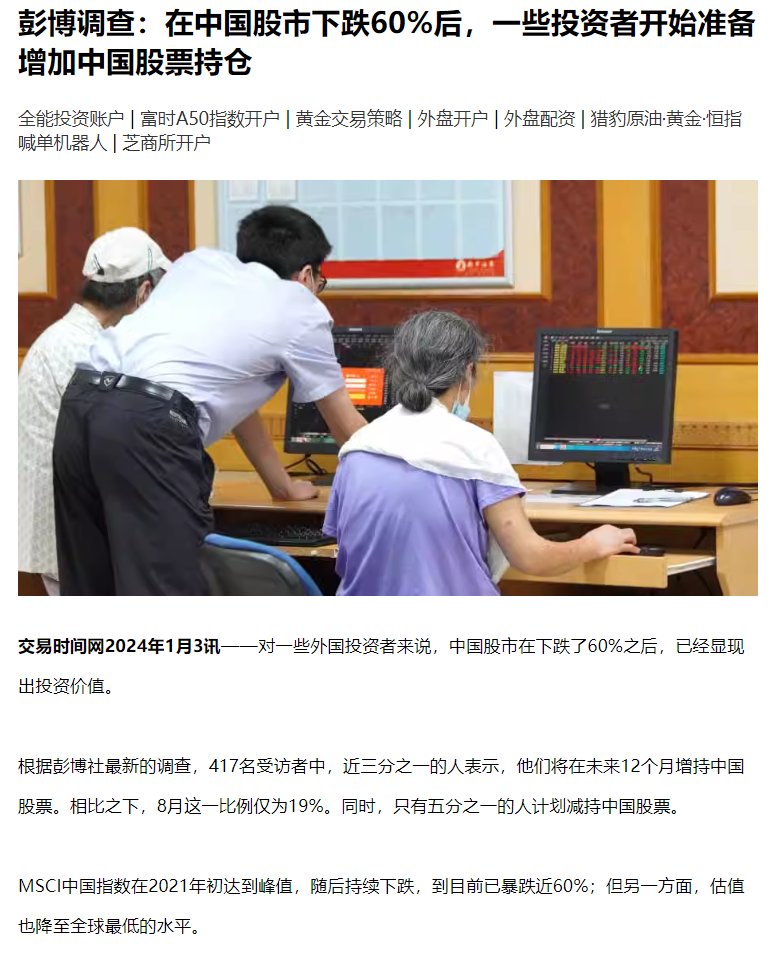 彭博调查：在中国股市下跌60%后，一些投资者开始准备
增加中国股票持仓
全能投资账户 | 富时A50指数开户 | 黄金交易策略 | 外盘开户 | 外盘配资 | 猎豹原油·黄金·恒指
喊单机器人 | 芝商所开户
交易时间网2024年1月3讯——对一些外国投资者来说，中国股市在下跌了60%之后，已经显现
出投资价值。
根据彭博社最新的调查，417名受访者中，近三分之一的人表示，他们将在未来12个月增持中国
股票。相比之下，8月这一比例仅为19%。同时，只有五分之一的人计划减持中国股票。
MSCI中国指数在2021年初达到峰值，随后持续下跌，到目前已暴跌近60%；但另一方面，估值
也降至全球最低的水平。